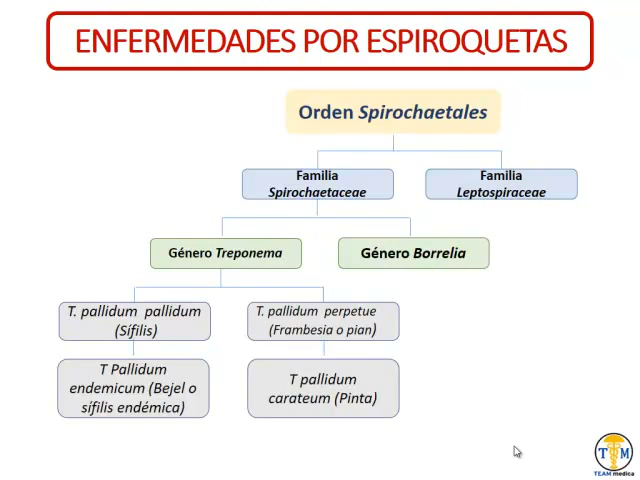 ENFERMEDADES POR ESPIROQUETAS
Orden Spirochaetales
Familia
Spirochaetaceae
Familia
Leptospiraceae
Género Treponema
Género Borrelia
T. pallidum pallidum
(Sífilis)
T. pallidum perpetue
(Frambesia o pian)
T Pallidum
endemicum (Bejel o
sífilis endémica)
T pallidum
carateum (Pinta)
T M
TEAM medica